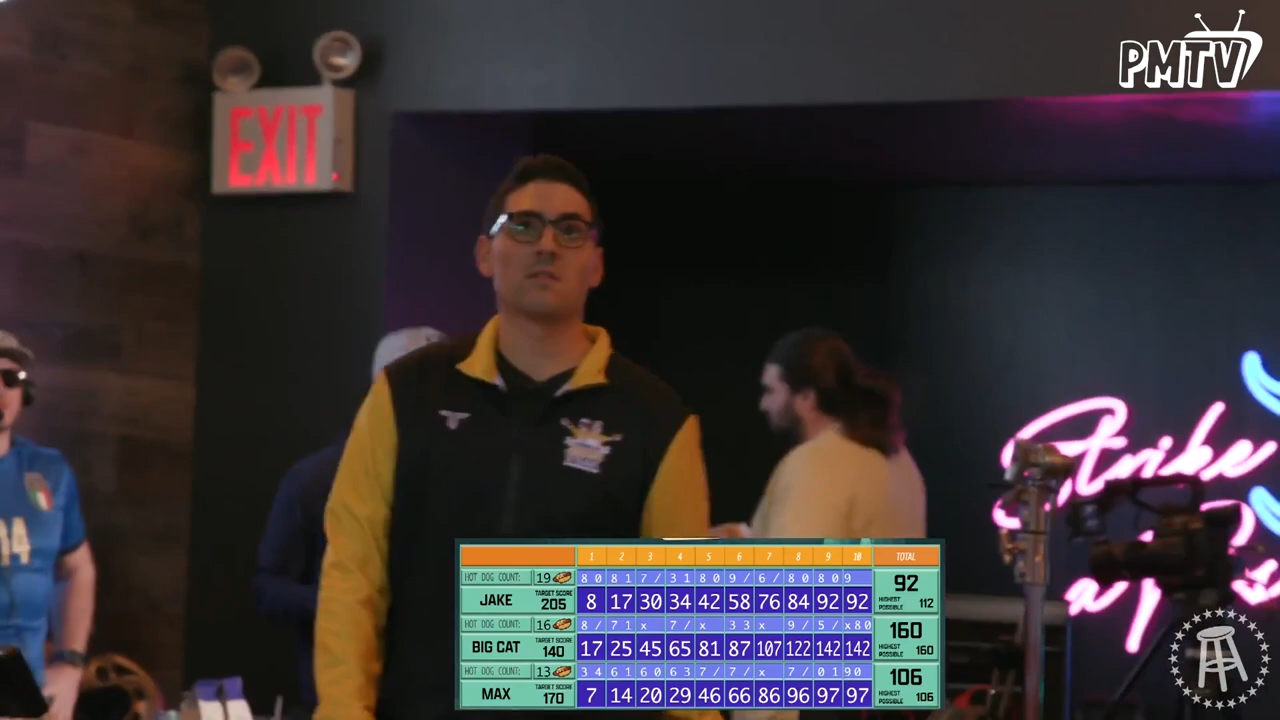 PMTV
EXIT
Strike
14
1 2 3 4 5 6 7 8 9 10 TOTAL
HOT DOG COUNT: 19 8 0 8 1 7 / 3 1 8 0 9 / 6 / 8 0 8 0 9
JAKE TARGET SCORE 205 8 17 30 34 42 58 76 84 92 92 92 HIGHEST POSSIBLE 112
HOT DOG COUNT: 16 8 / 7 1 x 7 / x 3 3 x 9 / 5 / x 8 0
BIG CAT TARGET SCORE 140 17 25 45 65 81 87 107 122 142 142 160 HIGHEST POSSIBLE 160
HOT DOG COUNT: 13 3 4 6 1 6 0 6 3 7 / 7 / x 7 / 0 1 9 0
MAX TARGET SCORE 170 7 14 20 29 46 66 86 96 97 97 106 HIGHEST POSSIBLE 106